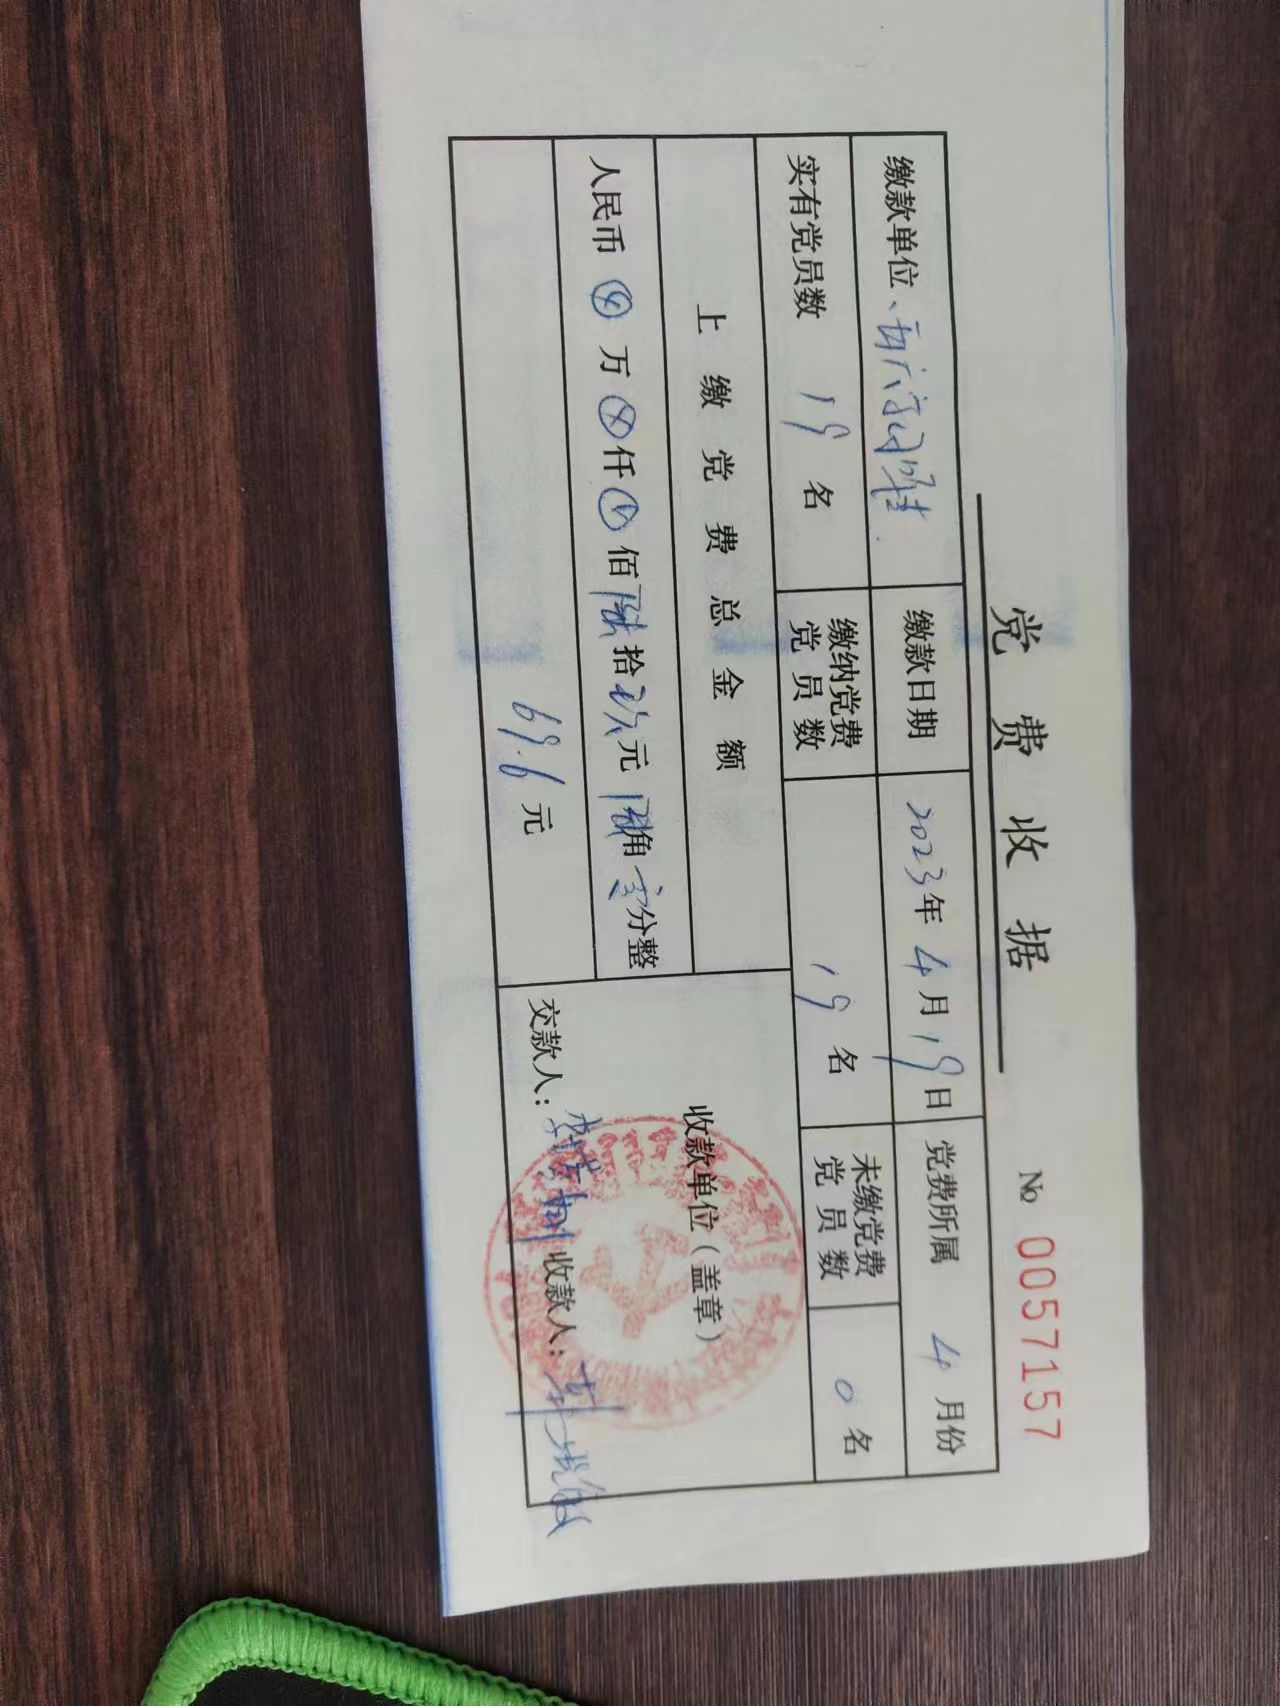 党费收据
№ 0057157
缴款单位、 缴款日期 2023年4月19日 党费所属 4月份
实有党员数 19名 缴纳党费党员数 19名 未缴党费党员数 0名
上缴党费总金额
人民币 ⊗万⊗仟⊗佰陆拾玖元陆角零分整
69.6元
收款单位(盖章)
交款人: 收款人: